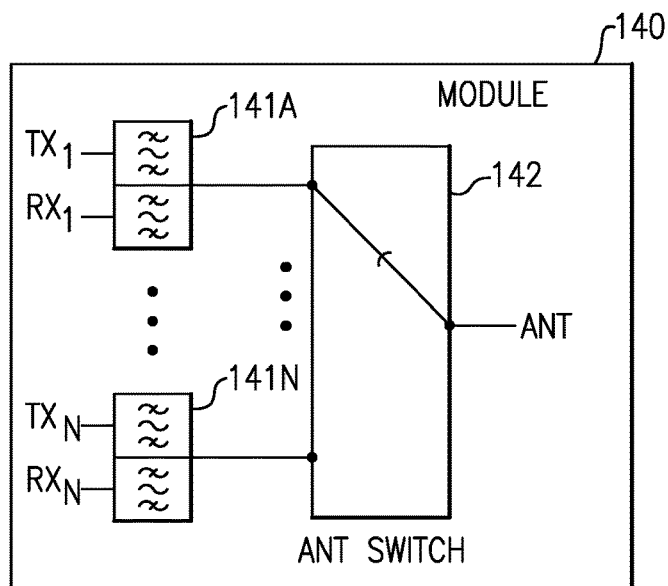 140
MODULE
141A
TX1
RX1
142
ANT
141N
TXN
RXN
ANT SWITCH